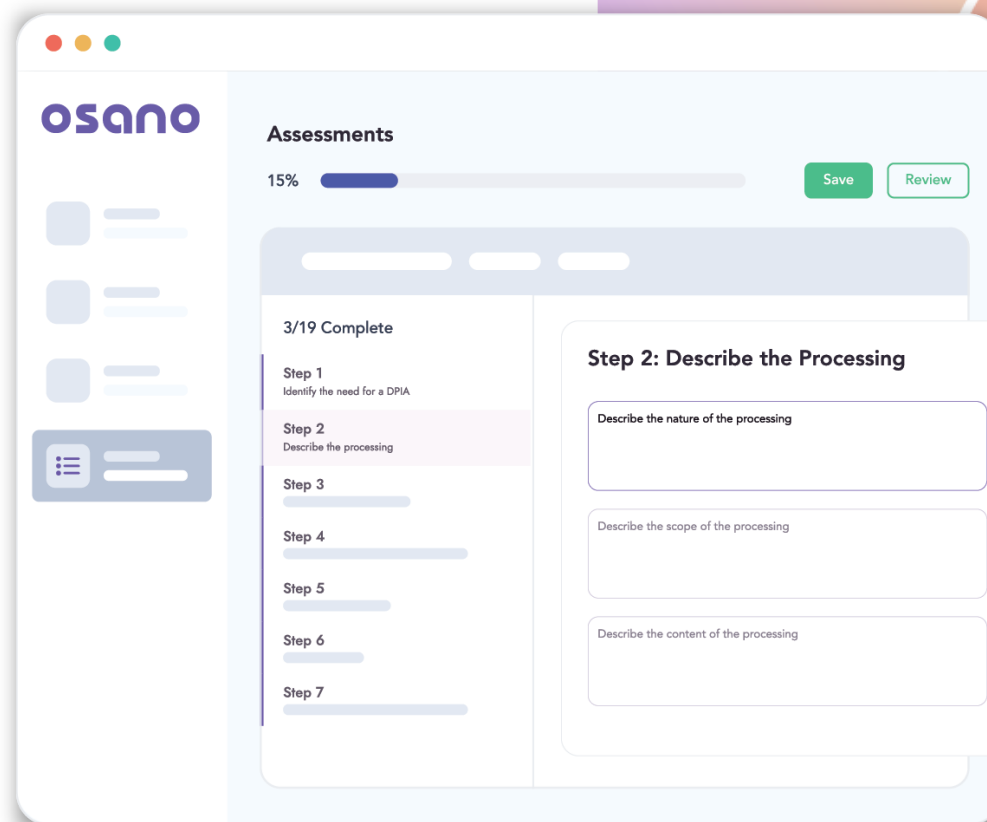 osano
Assessments
15%
Save
Review
3/19 Complete
Step 1
Identify the need for a DPIA
Step 2
Describe the processing
Step 3
Step 4
Step 5
Step 6
Step 7
Step 2: Describe the Processing
Describe the nature of the processing
Describe the scope of the processing
Describe the content of the processing